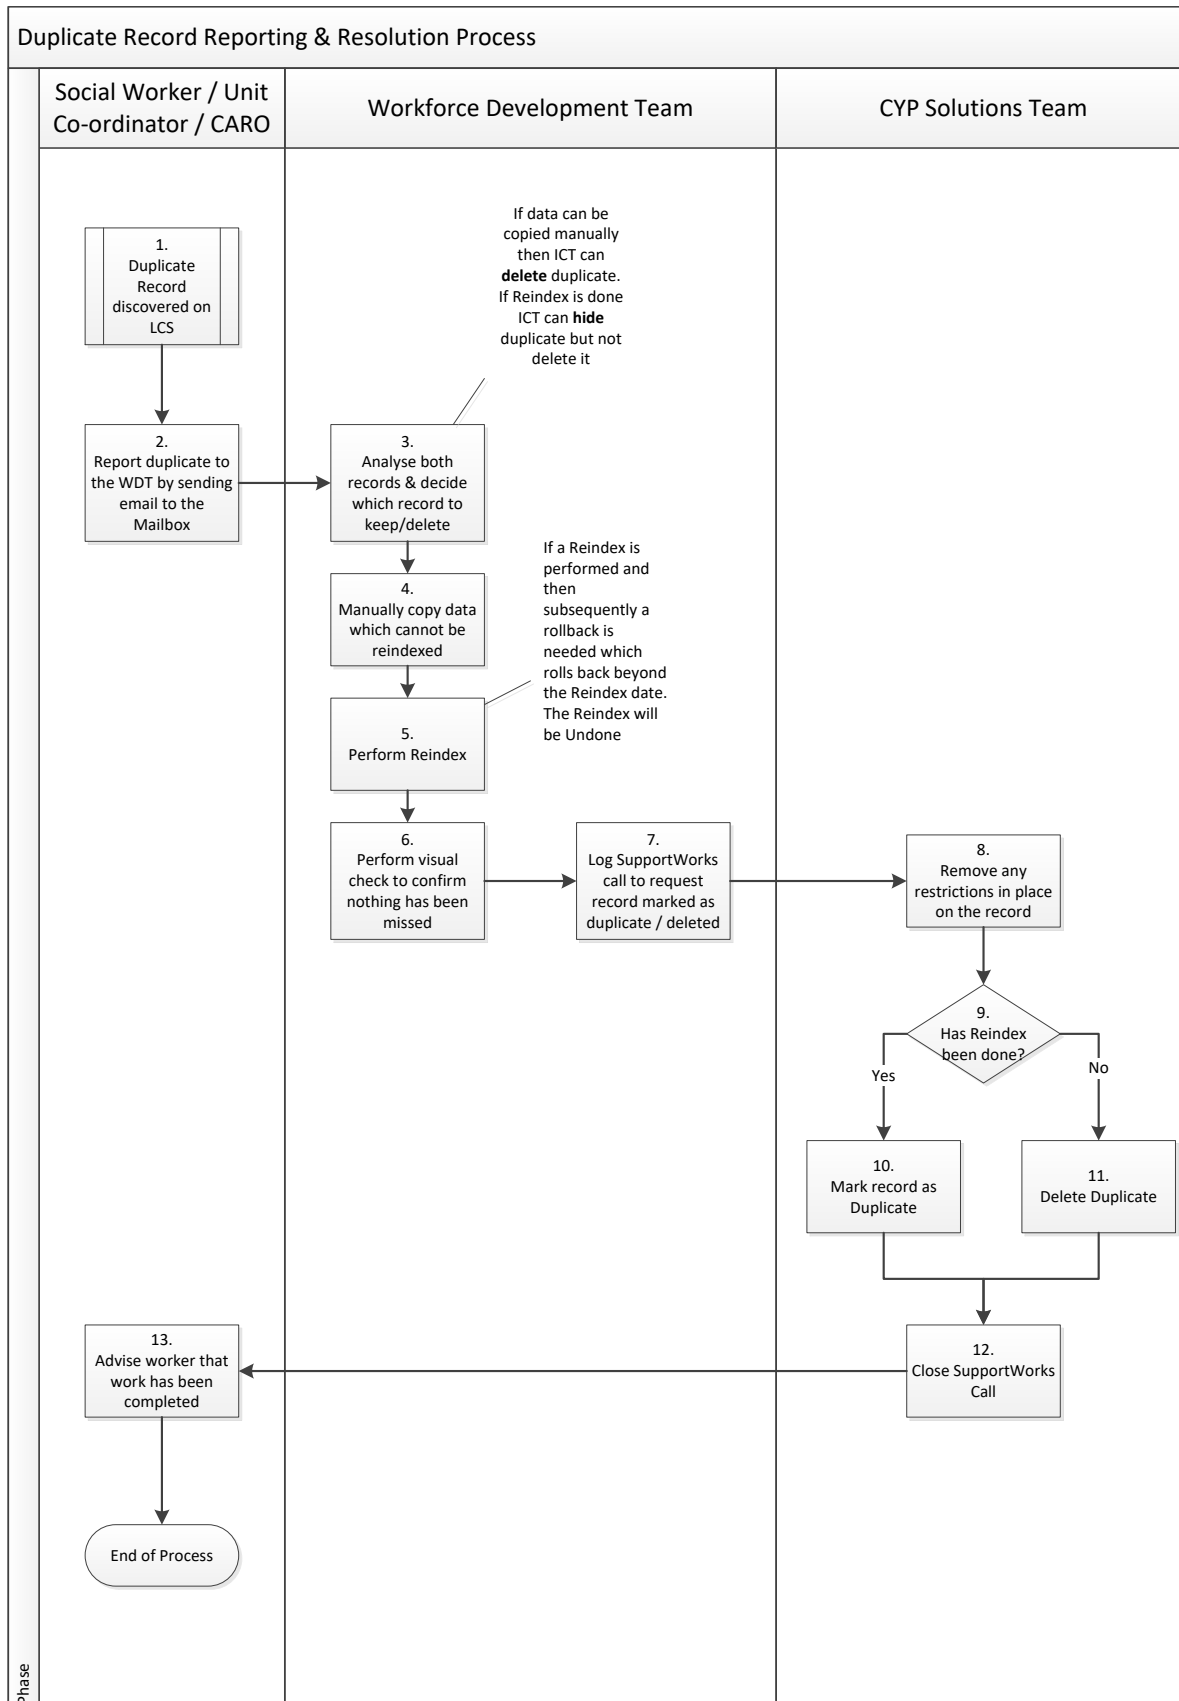 Duplicate Record Reporting & Resolution Process
Social Worker / Unit
Co-ordinator / CARO
Workforce Development Team
CYP Solutions Team
If data can be
copied manually
then ICT can
delete duplicate.
If Reindex is done
ICT can hide
duplicate but not
delete it
1.
Duplicate
Record
discovered on
LCS
2.
Report duplicate to
the WDT by sending
email to the
Mailbox
3.
Analyse both
records & decide
which record to
keep/delete
4.
Manually copy data
which cannot be
reindexed
If a Reindex is
performed and
then
subsequently a
rollback is
needed which
rolls back beyond
the Reindex date.
The Reindex will
be Undone
5.
Perform Reindex
6.
Perform visual
check to confirm
nothing has been
missed
7.
Log SupportWorks
call to request
record marked as
duplicate / deleted
8.
Remove any
restrictions in place
on the record
9.
Has Reindex
been done?
Yes
No
10.
Mark record as
Duplicate
11.
Delete Duplicate
12.
Close SupportWorks
Call
13.
Advise worker that
work has been
completed
End of Process
Phase